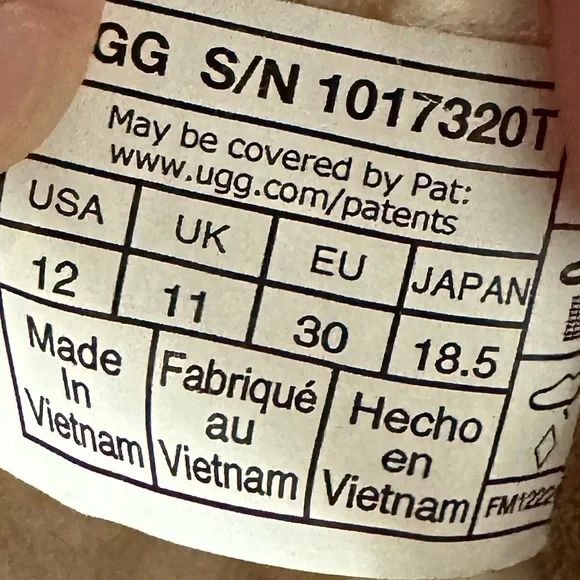 GG S/N 1017320T
May be covered by Pat:
www.ugg.com/patents
USA UK EU JAPAN
12 11 30 18.5
Made
In
Vietnam
Fabriqué
au
Vietnam
Hecho
en
Vietnam